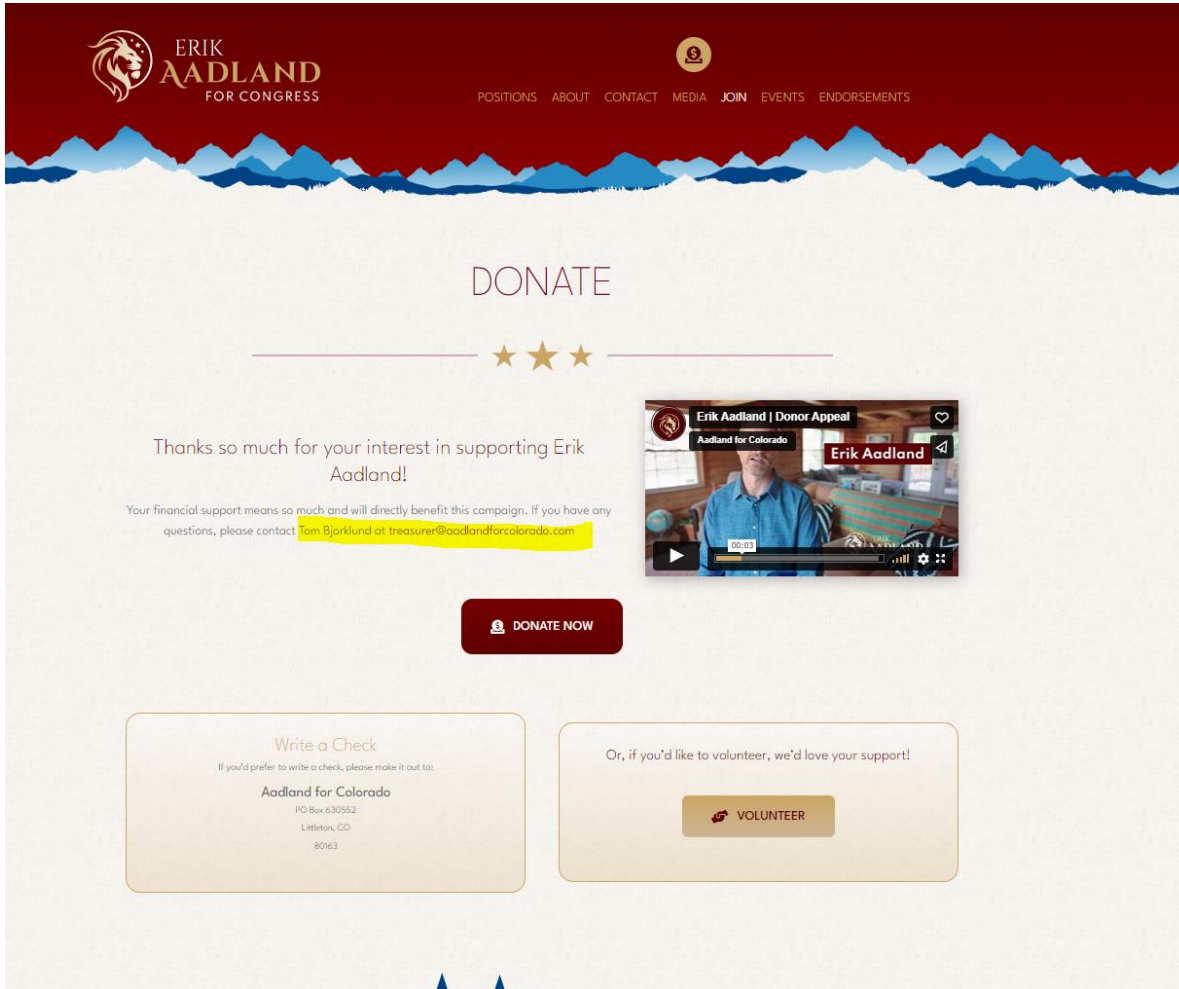 ERIK
AADLAND
FOR CONGRESS
POSITIONS ABOUT CONTACT MEDIA JOIN EVENTS ENDORSEMENTS
DONATE
Thanks so much for your interest in supporting Erik
Aadland!
Your financial support means so much and will directly benefit this campaign. If you have any
questions, please contact Tom Bjorklund at treasurer@aadlandforcolorado.com
Erik Aadland | Donor Appeal
Aadland for Colorado
Erik Aadland
ERIK
AADLAND
00:03
DONATE NOW
Write a Check
If you'd prefer to write a check, please make it out to:
Aadland for Colorado
PO Box 630552
Littleton, CO
80163
Or, if you'd like to volunteer, we'd love your support!
VOLUNTEER